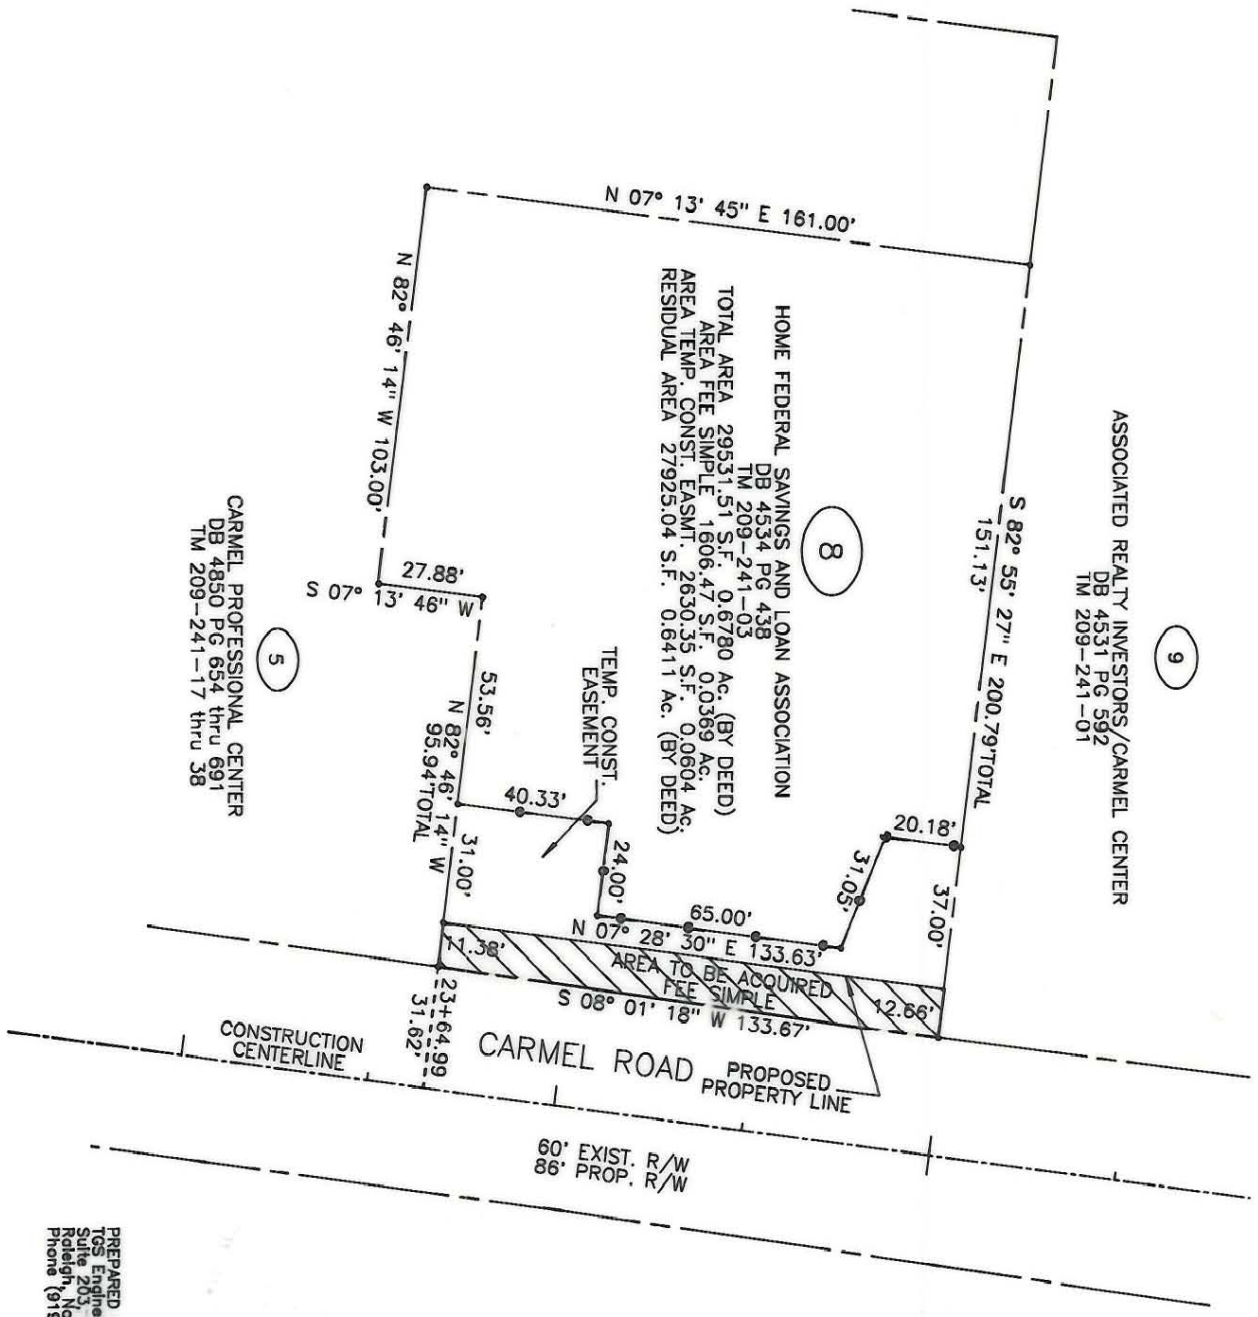 N 07° 13' 45" E 161.00'
ASSOCIATED REALTY INVESTORS/CARMEL CENTER
DB 4531 PG 592
TM 209-241-01
9
S 82° 55' 27" E 200.79'TOTAL
151.13'
37.00'
HOME FEDERAL SAVINGS AND LOAN ASSOCIATION
DB 4534 PG 438
TM 209-241-03
8
TOTAL AREA 29531.51 S.F. 0.6780 Ac. (BY DEED)
AREA FEE SIMPLE 1606.47 S.F. 0.0369 Ac.
AREA TEMP. CONST. EASMT. 2630.35 S.F. 0.0604 Ac.
RESIDUAL AREA 27925.04 S.F. 0.6411 Ac. (BY DEED)
N 82° 46' 14" W 103.00'
27.88'
S 07° 13' 46" W
53.56'
N 82° 46' 14" W
95.94'TOTAL
31.00'
TEMP. CONST.
EASEMENT
40.33'
24.00'
65.00'
31.05'
20.18'
N 07° 28' 30" E 133.63'
11.38'
AREA TO BE ACQUIRED
FEE SIMPLE
12.66'
S 08° 01' 18" W 133.67'
CARMEL PROFESSIONAL CENTER
DB 4850 PG 654 thru 691
TM 209-241-17 thru 38
5
23+64.99
31.62'
CONSTRUCTION
CENTERLINE
CARMEL ROAD
PROPOSED
PROPERTY LINE
60' EXIST. R/W
86' PROP. R/W
PREPARED
TGS Engine
Suite 203,
Raleigh, No
Phone (919